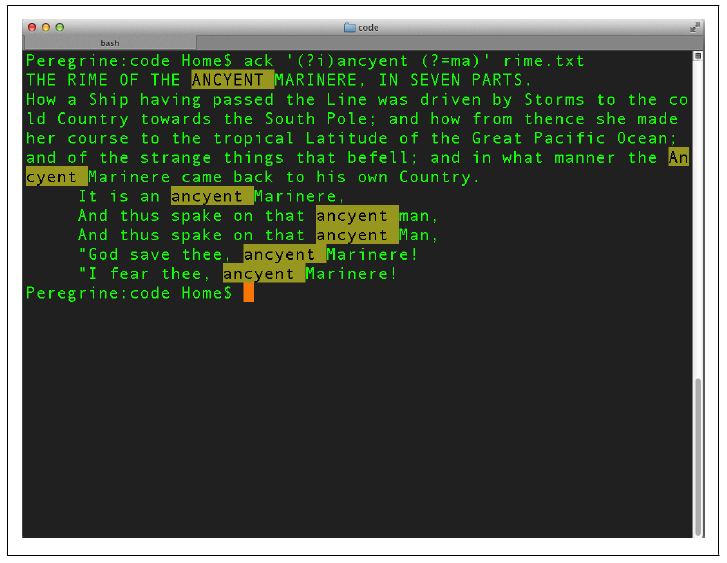 code
bash
Peregrine:code Home$ ack '(?i)ancyent (?=ma)' rime.txt
THE RIME OF THE ANCYENT MARINERE, IN SEVEN PARTS.
How a Ship having passed the Line was driven by Storms to the co
ld Country towards the South Pole; and how from thence she made
her course to the tropical Latitude of the Great Pacific Ocean;
and of the strange things that befell; and in what manner the An
cyent Marinere came back to his own Country.
It is an ancyent Marinere,
And thus spake on that ancyent man,
And thus spake on that ancyent Man,
"God save thee, ancyent Marinere!
"I fear thee, ancyent Marinere!
Peregrine:code Home$